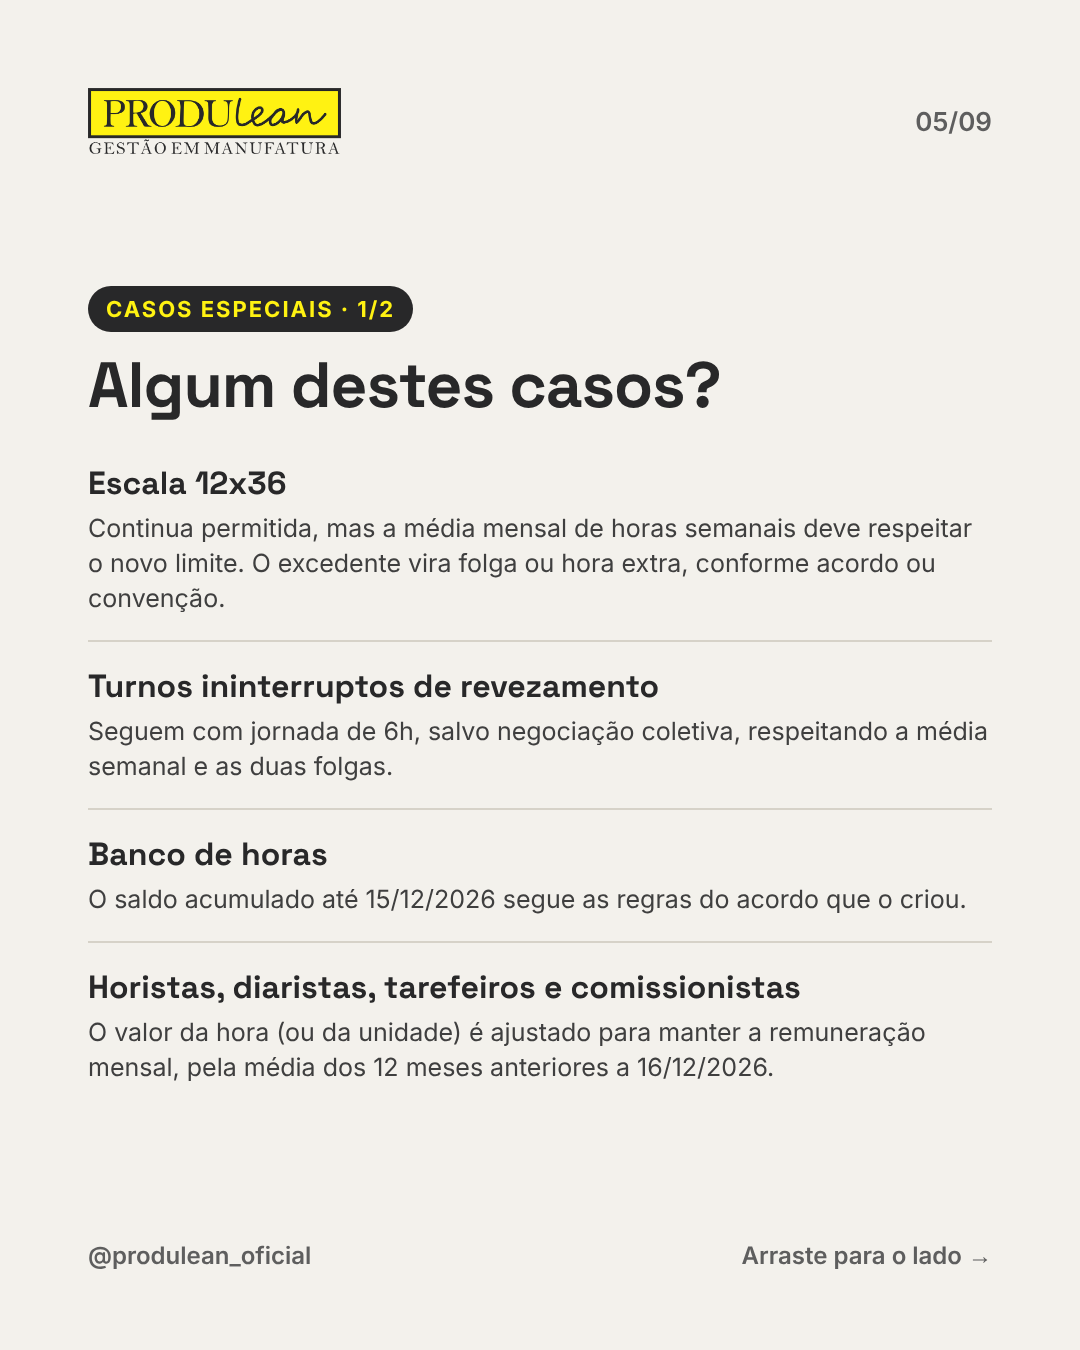 PRODUlean
GESTÃO EM MANUFATURA
05/09
CASOS ESPECIAIS · 1/2
Algum destes casos?
Escala 12x36
Continua permitida, mas a média mensal de horas semanais deve respeitar
o novo limite. O excedente vira folga ou hora extra, conforme acordo ou
convenção.
Turnos ininterruptos de revezamento
Seguem com jornada de 6h, salvo negociação coletiva, respeitando a média
semanal e as duas folgas.
Banco de horas
O saldo acumulado até 15/12/2026 segue as regras do acordo que o criou.
Horistas, diaristas, tarefeiros e comissionistas
O valor da hora (ou da unidade) é ajustado para manter a remuneração
mensal, pela média dos 12 meses anteriores a 16/12/2026.
@produlean_oficial
Arraste para o lado →